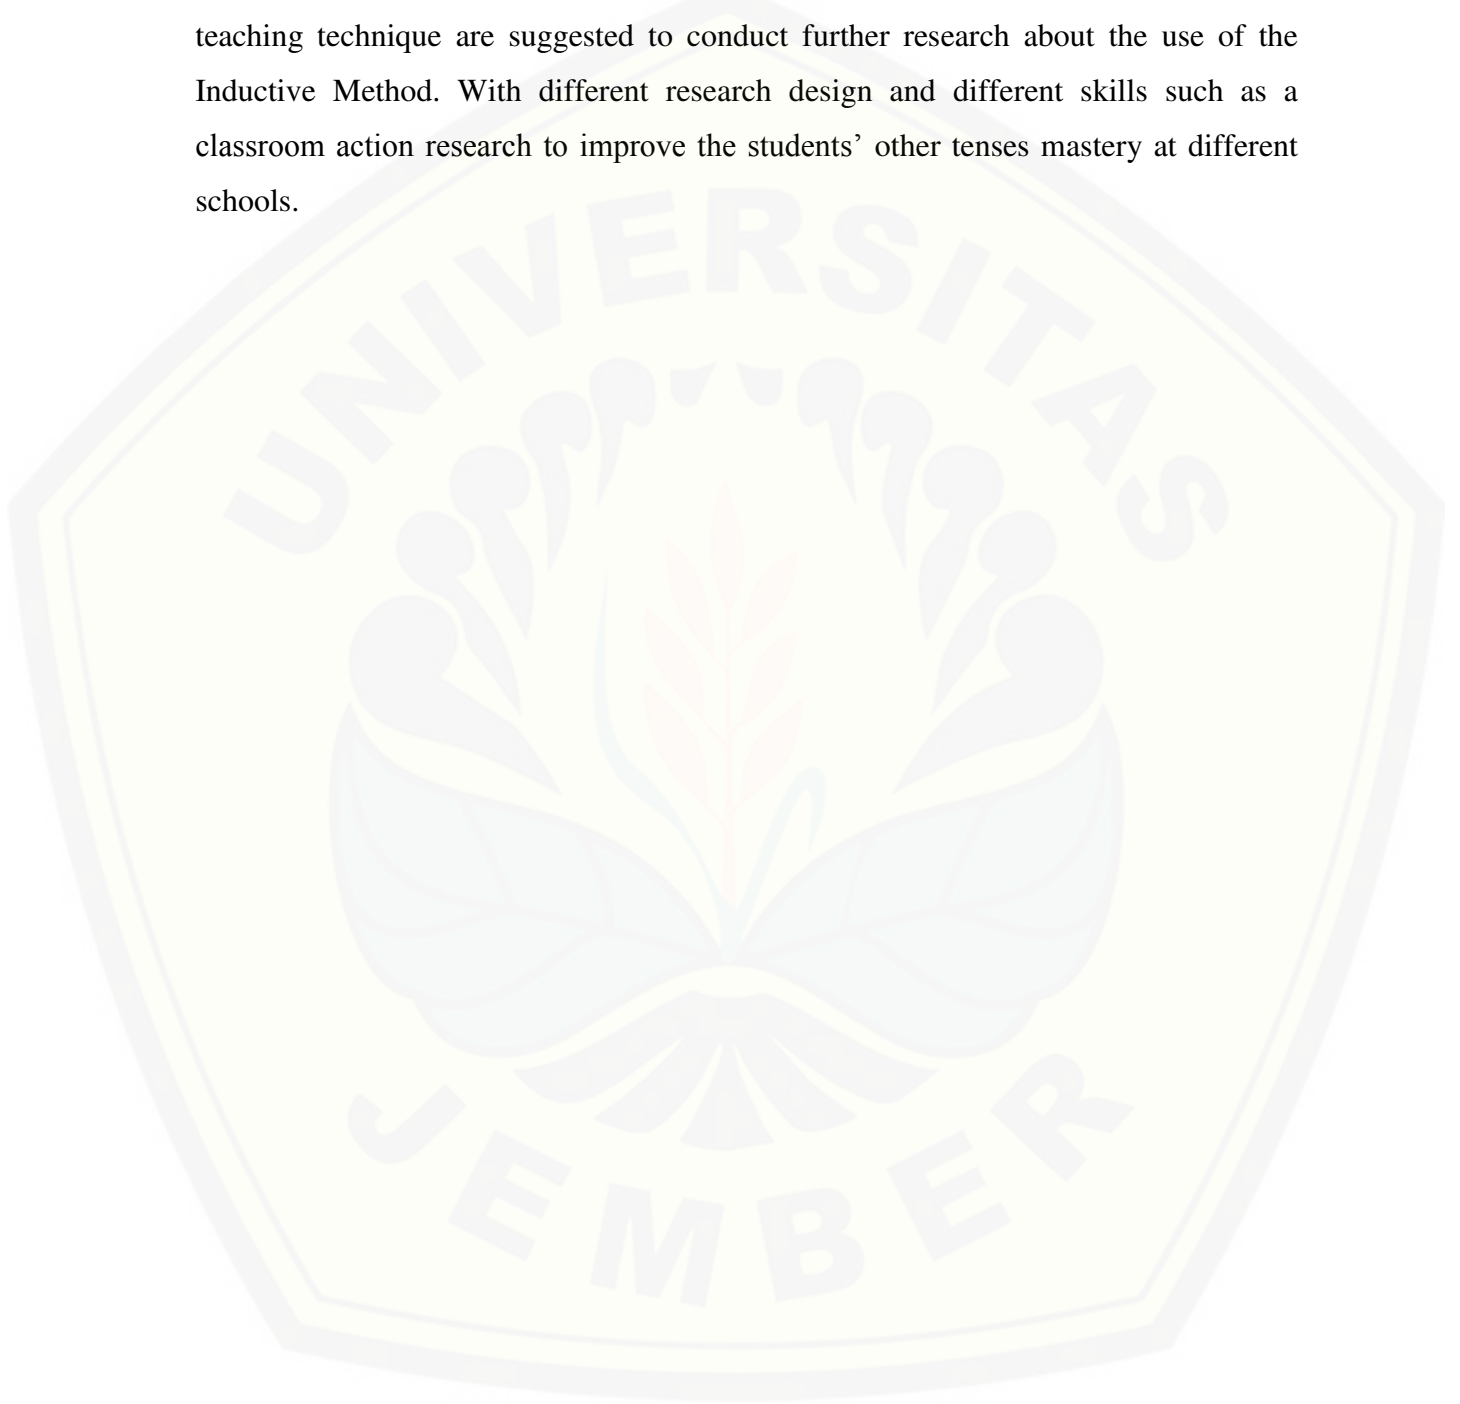 teaching technique are suggested to conduct further research about the use of the
Inductive Method. With different research design and different skills such as a
classroom action research to improve the students’ other tenses mastery at different
schools.
UNIVERSITAS
JEMBER